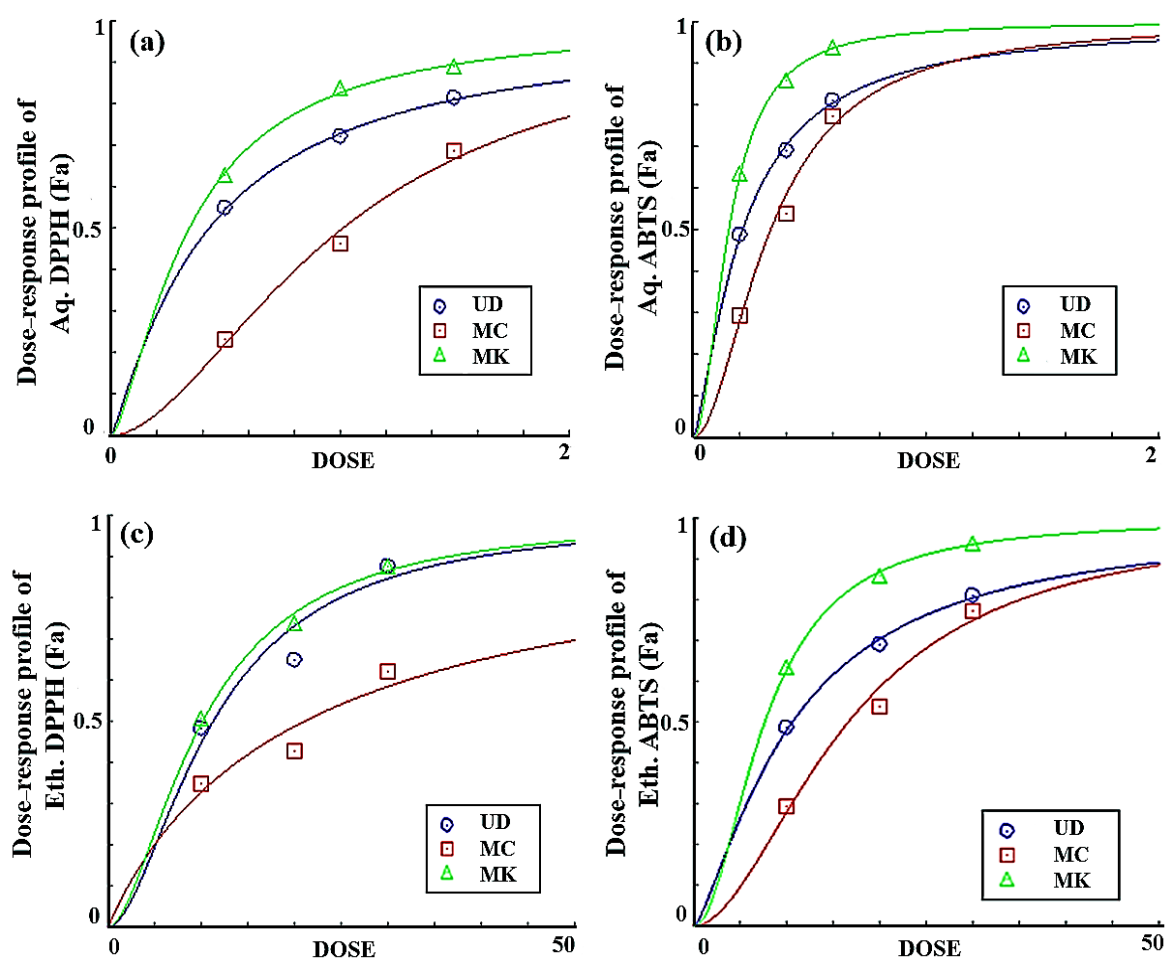 (a)
Dose–response profile of
Aq. DPPH (Fa)
1
0.5
0
0
DOSE
2
UD
MC
MK
(b)
Dose–response profile of
Aq. ABTS (Fa)
1
0.5
0
0
DOSE
2
UD
MC
MK
(c)
Dose–response profile of
Eth. DPPH (Fa)
1
0.5
0
0
DOSE
50
UD
MC
MK
(d)
Dose–response profile of
Eth. ABTS (Fa)
1
0.5
0
0
DOSE
50
UD
MC
MK